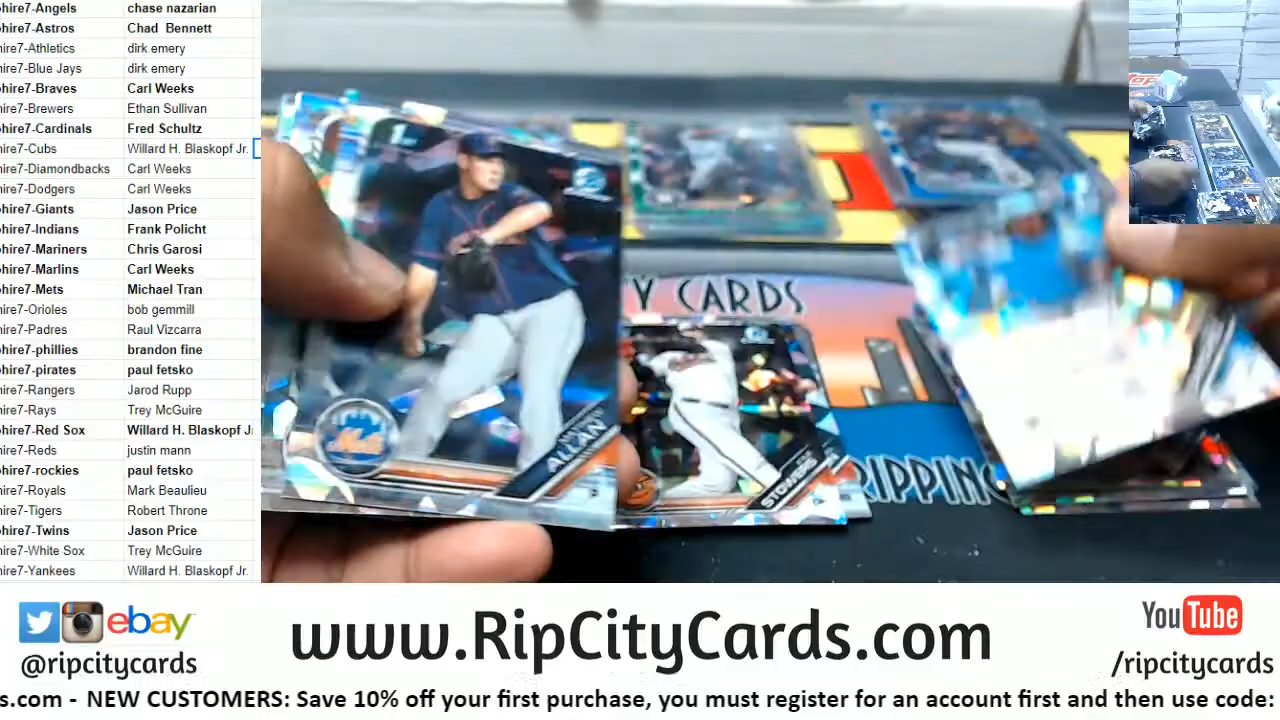 hire7-Angels chase nazarian
hire7-Astros Chad Bennett
hire7-Athletics dirk emery
hire7-Blue Jays dirk emery
hire7-Braves Carl Weeks
hire7-Brewers Ethan Sullivan
hire7-Cardinals Fred Schultz
hire7-Cubs Willard H. Blaskopf Jr.
hire7-Diamondbacks Carl Weeks
hire7-Dodgers Carl Weeks
hire7-Giants Jason Price
hire7-Indians Frank Policht
hire7-Mariners Chris Garosi
hire7-Marlins Carl Weeks
hire7-Mets Michael Tran
hire7-Orioles bob gemmill
hire7-Padres Raul Vizcarra
hire7-phillies brandon fine
hire7-pirates paul fetsko
hire7-Rangers Jarod Rupp
hire7-Rays Trey McGuire
hire7-Red Sox Willard H. Blaskopf J
hire7-Reds justin mann
hire7-rockies paul fetsko
hire7-Royals Mark Beaulieu
hire7-Tigers Robert Throne
hire7-Twins Jason Price
hire7-White Sox Trey McGuire
hire7-Yankees Willard H. Blaskopf Jr.
1st
Mets
ALLAN
Y CARDS
STOWERS
RIPPING
ebay
@ripcitycards
www.RipCityCards.com
YouTube
/ripcitycards
s.com - NEW CUSTOMERS: Save 10% off your first purchase, you must register for an account first and then use code: